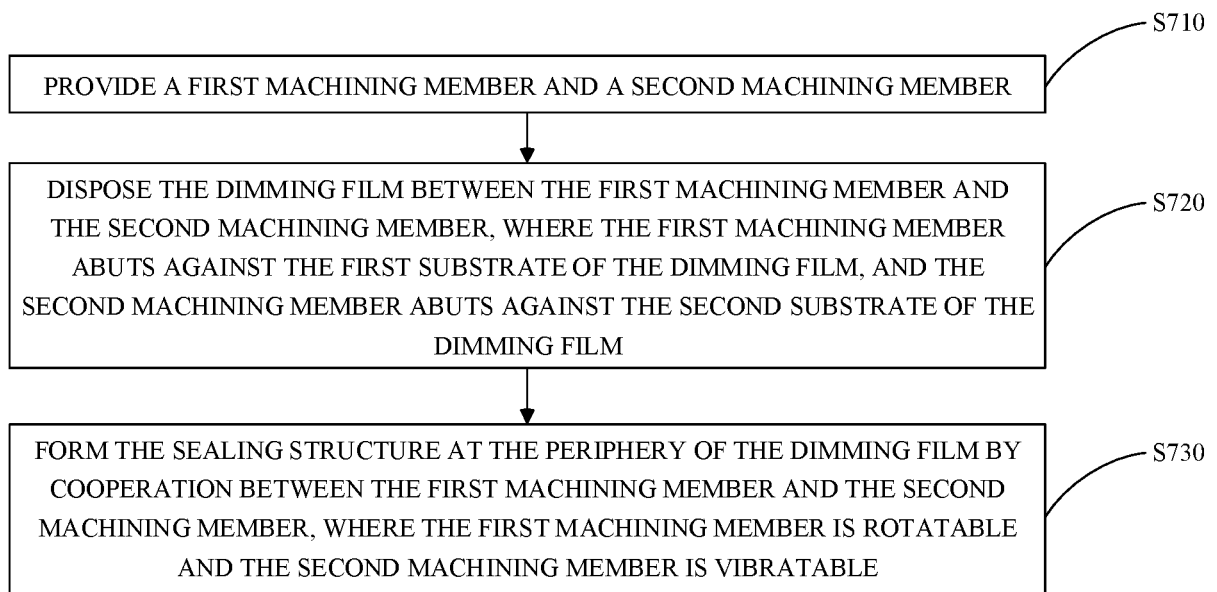 S710
PROVIDE A FIRST MACHINING MEMBER AND A SECOND MACHINING MEMBER
DISPOSE THE DIMMING FILM BETWEEN THE FIRST MACHINING MEMBER AND
THE SECOND MACHINING MEMBER, WHERE THE FIRST MACHINING MEMBER
ABUTS AGAINST THE FIRST SUBSTRATE OF THE DIMMING FILM, AND THE
SECOND MACHINING MEMBER ABUTS AGAINST THE SECOND SUBSTRATE OF THE
DIMMING FILM
S720
FORM THE SEALING STRUCTURE AT THE PERIPHERY OF THE DIMMING FILM BY
COOPERATION BETWEEN THE FIRST MACHINING MEMBER AND THE SECOND
MACHINING MEMBER, WHERE THE FIRST MACHINING MEMBER IS ROTATABLE
AND THE SECOND MACHINING MEMBER IS VIBRATABLE
S730